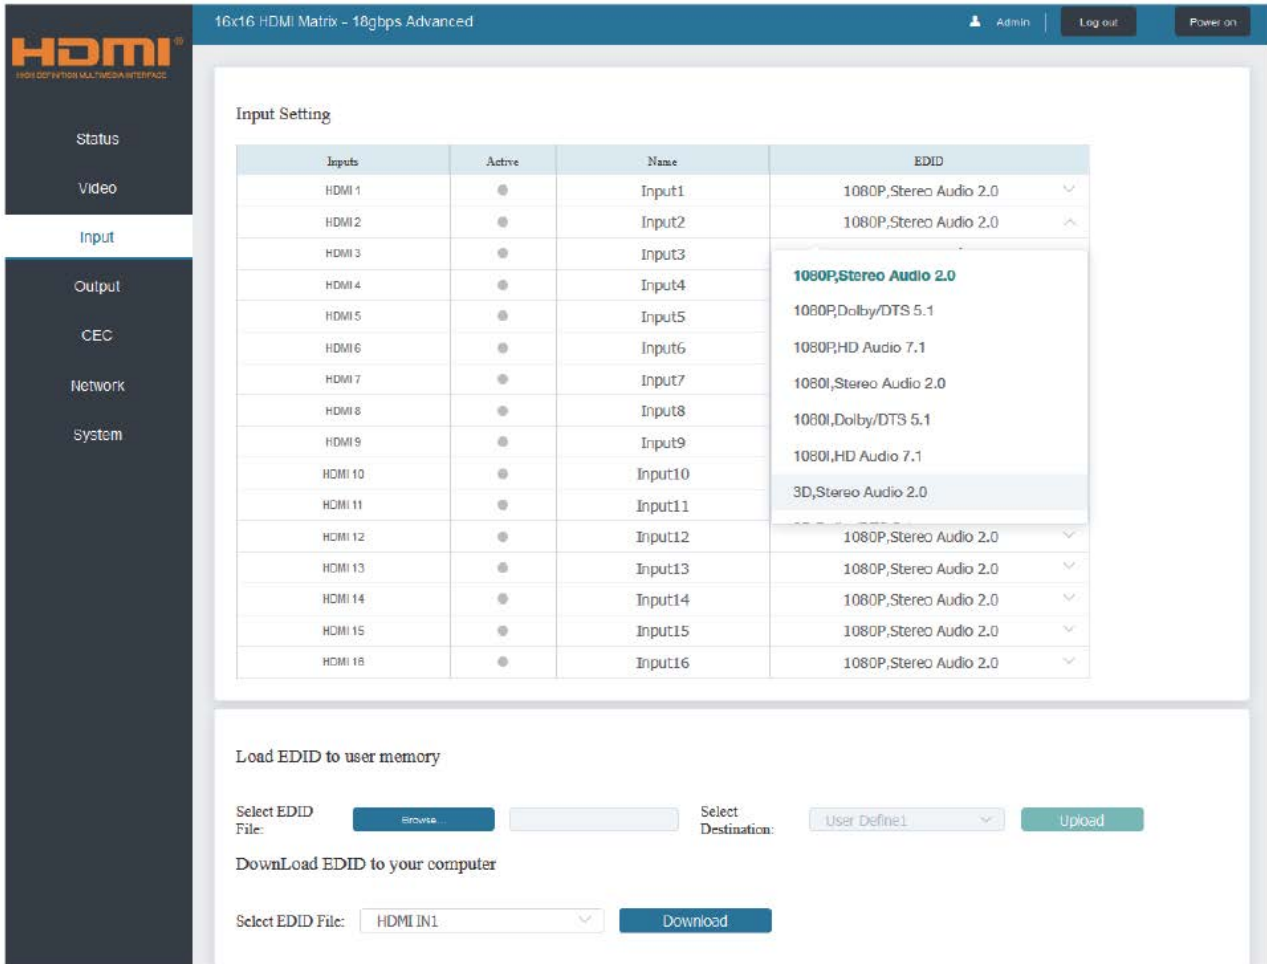 16x16 HDMI Matrix - 18gbps Advanced
Admin
Log out
Power on
HDMI®
HIGH DEFINITION MULTIMEDIA INTERFACE
Status
Video
Input
Output
CEC
Network
System
Input Setting
Inputs Active Name EDID
HDMI 1 Input1 1080P,Stereo Audio 2.0
HDMI 2 Input2 1080P,Stereo Audio 2.0
HDMI 3 Input3
HDMI 4 Input4
HDMI 5 Input5
HDMI 6 Input6
HDMI 7 Input7
HDMI 8 Input8
HDMI 9 Input9
HDMI 10 Input10
HDMI 11 Input11
1080P,Stereo Audio 2.0
1080P,Dolby/DTS 5.1
1080P,HD Audio 7.1
1080I,Stereo Audio 2.0
1080I,Dolby/DTS 5.1
1080I,HD Audio 7.1
3D,Stereo Audio 2.0
HDMI 12 Input12 1080P,Stereo Audio 2.0
HDMI 13 Input13 1080P,Stereo Audio 2.0
HDMI 14 Input14 1080P,Stereo Audio 2.0
HDMI 15 Input15 1080P,Stereo Audio 2.0
HDMI 16 Input16 1080P,Stereo Audio 2.0
Load EDID to user memory
Select EDID
File:
Browse...
Select
Destination:
User Define1
Upload
DownLoad EDID to your computer
Select EDID File: HDMI IN1 Download